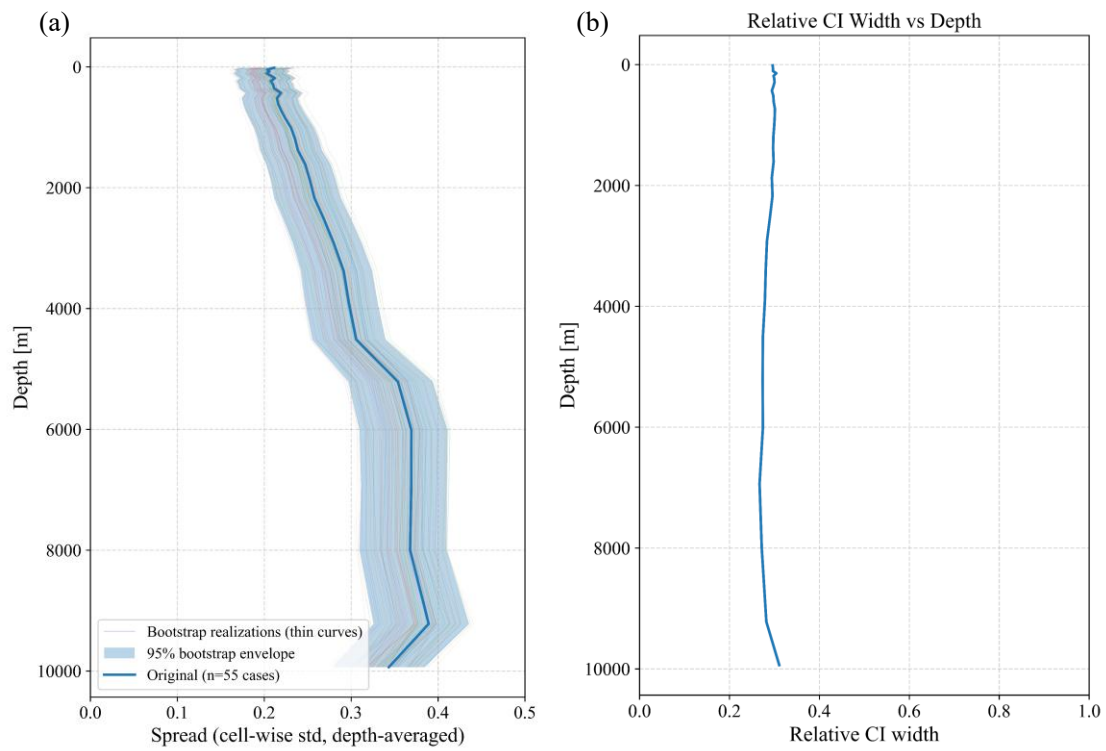 (a)
0
2000
4000
6000
8000
10000
Depth [m]
Bootstrap realizations (thin curves)
95% bootstrap envelope
Original (n=55 cases)
0.0 0.1 0.2 0.3 0.4 0.5
Spread (cell-wise std, depth-averaged)
(b)
Relative CI Width vs Depth
0
2000
4000
6000
8000
10000
Depth [m]
0.0 0.2 0.4 0.6 0.8 1.0
Relative CI width